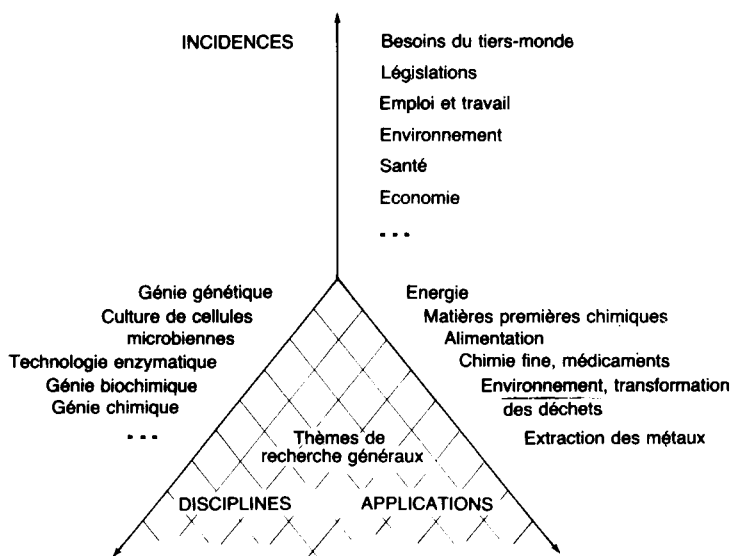 INCIDENCES
Besoins du tiers-monde
Législations
Emploi et travail
Environnement
Santé
Economie
...
Génie génétique
Culture de cellules
microbiennes
Technologie enzymatique
Génie biochimique
Génie chimique
...
Energie
Matières premières chimiques
Alimentation
Chimie fine, médicaments
Environnement, transformation
des déchets
Extraction des métaux
Thèmes de
recherche généraux
DISCIPLINES
APPLICATIONS